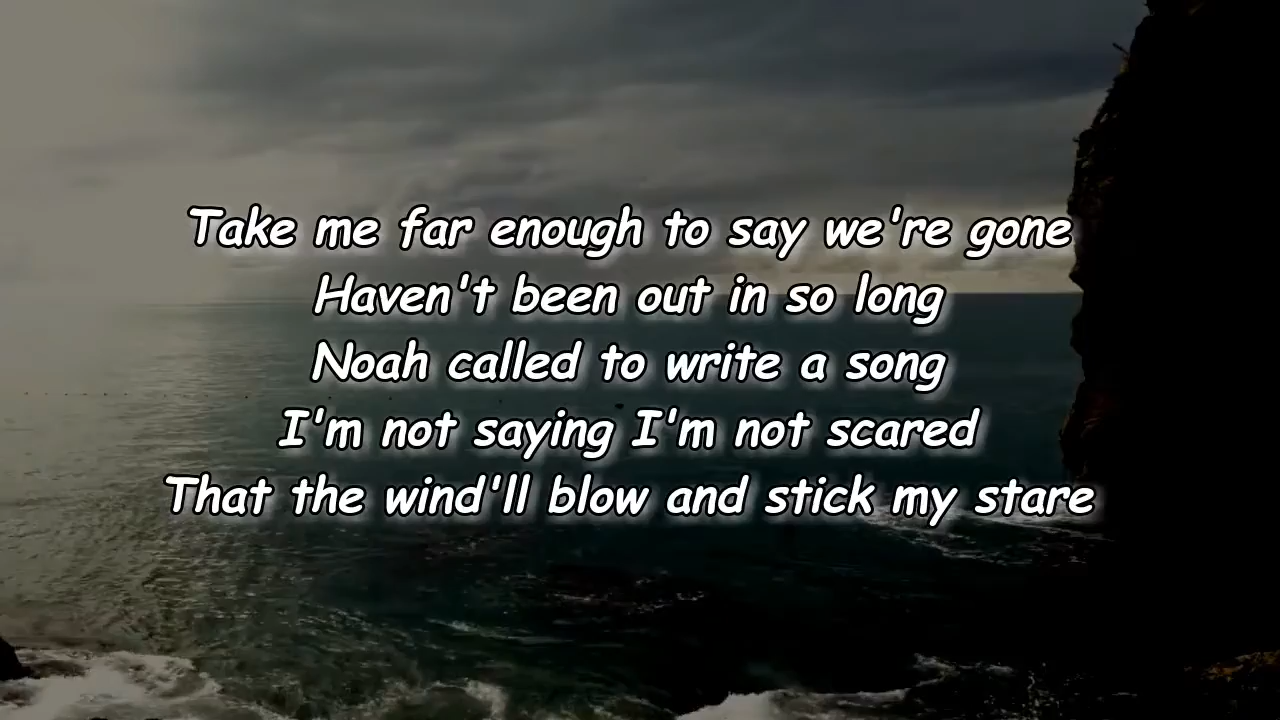 Take me far enough to say we're gone
Haven't been out in so long
Noah called to write a song
I'm not saying I'm not scared
That the wind'll blow and stick my stare